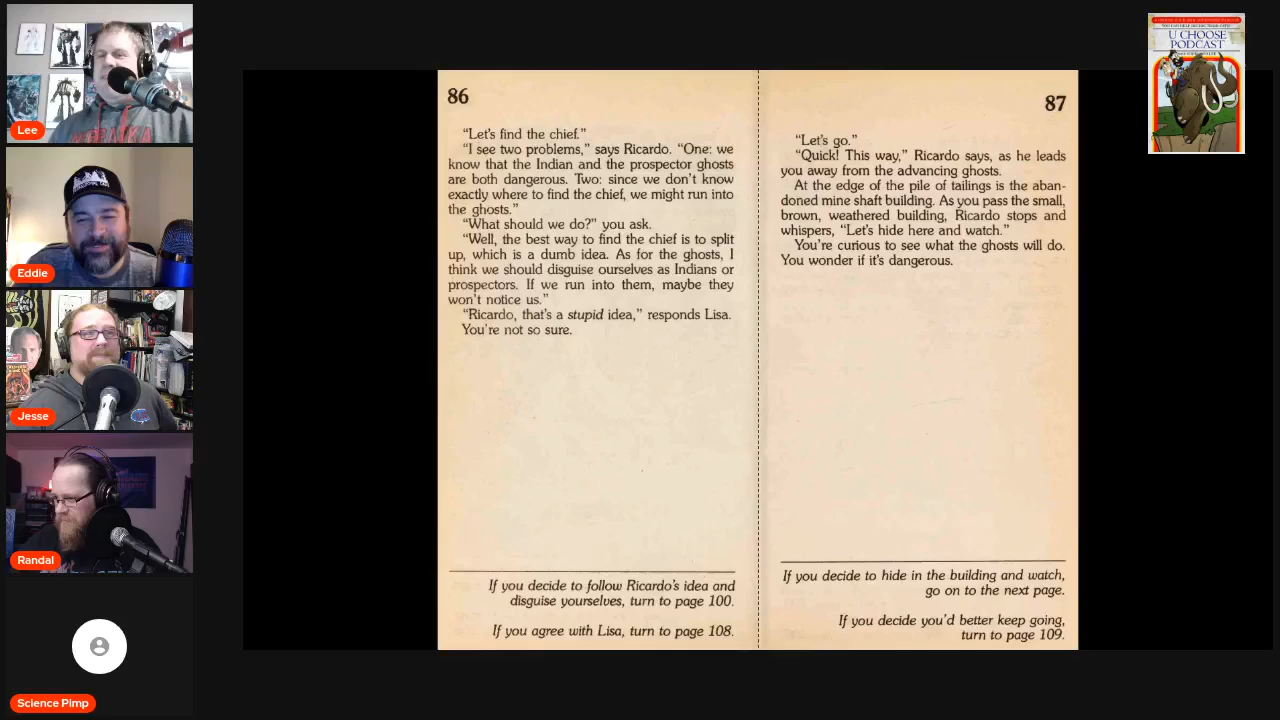 Lee
Eddie
Jesse
Randal
Science Pimp
86
"Let's find the chief."
"I see two problems," says Ricardo. "One: we
know that the Indian and the prospector ghosts
are both dangerous. Two: since we don't know
exactly where to find the chief, we might run into
the ghosts."
"What should we do?" you ask.
"Well, the best way to find the chief is to split
up, which is a dumb idea. As for the ghosts, I
think we should disguise ourselves as Indians or
prospectors. If we run into them, maybe they
won't notice us."
"Ricardo, that's a stupid idea," responds Lisa.
You're not so sure.
If you decide to follow Ricardo's idea and
disguise yourselves, turn to page 100.
If you agree with Lisa, turn to page 108.
87
"Let's go."
"Quick! This way," Ricardo says, as he leads
you away from the advancing ghosts.
At the edge of the pile of tailings is the aban-
doned mine shaft building. As you pass the small,
brown, weathered building, Ricardo stops and
whispers, "Let's hide here and watch."
You're curious to see what the ghosts will do.
You wonder if it's dangerous.
If you decide to hide in the building and watch,
go on to the next page.
If you decide you'd better keep going,
turn to page 109.
U CHOOSE
PODCAST